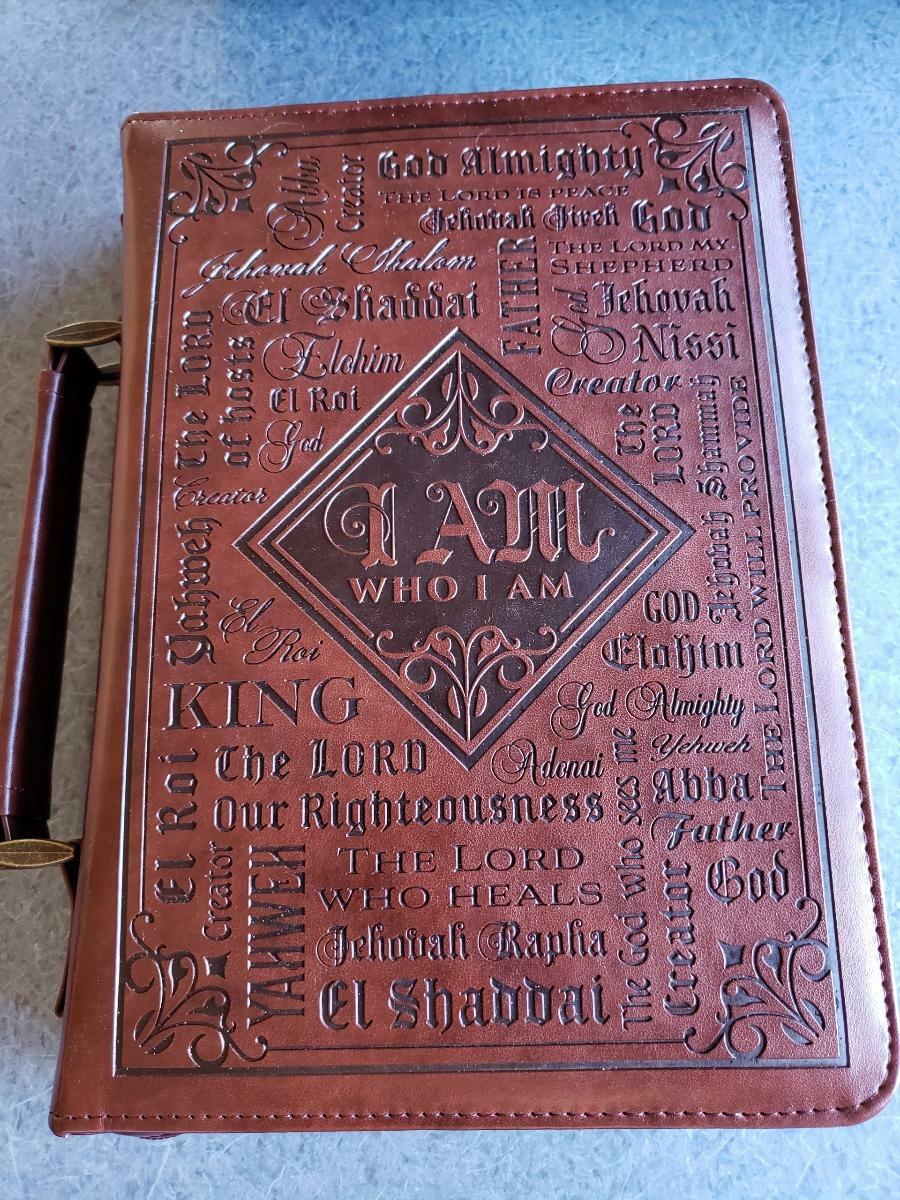 God Almighty
Abba
Creator
THE LORD IS PEACE
Jehovah Jireh
God
Jehovah Shalom
FATHER
THE LORD MY
SHEPHERD
El Shaddai
God
Jehovah
Nissi
The LORD
of hosts
Elohim
El Roi
God
Creator
Creator
The
LORD
Jehovah Shammah
THE LORD WILL PROVIDE
I AM
WHO I AM
Yahweh
El
Roi
GOD
Elohim
KING
God Almighty
Yehweh
The LORD
Our Righteousness
Adonai
The God who sees me
Abba
Father
God
El Roi
Creator
YAHWEH
THE LORD
WHO HEALS
Jehovah Rapha
El Shaddai
Creator